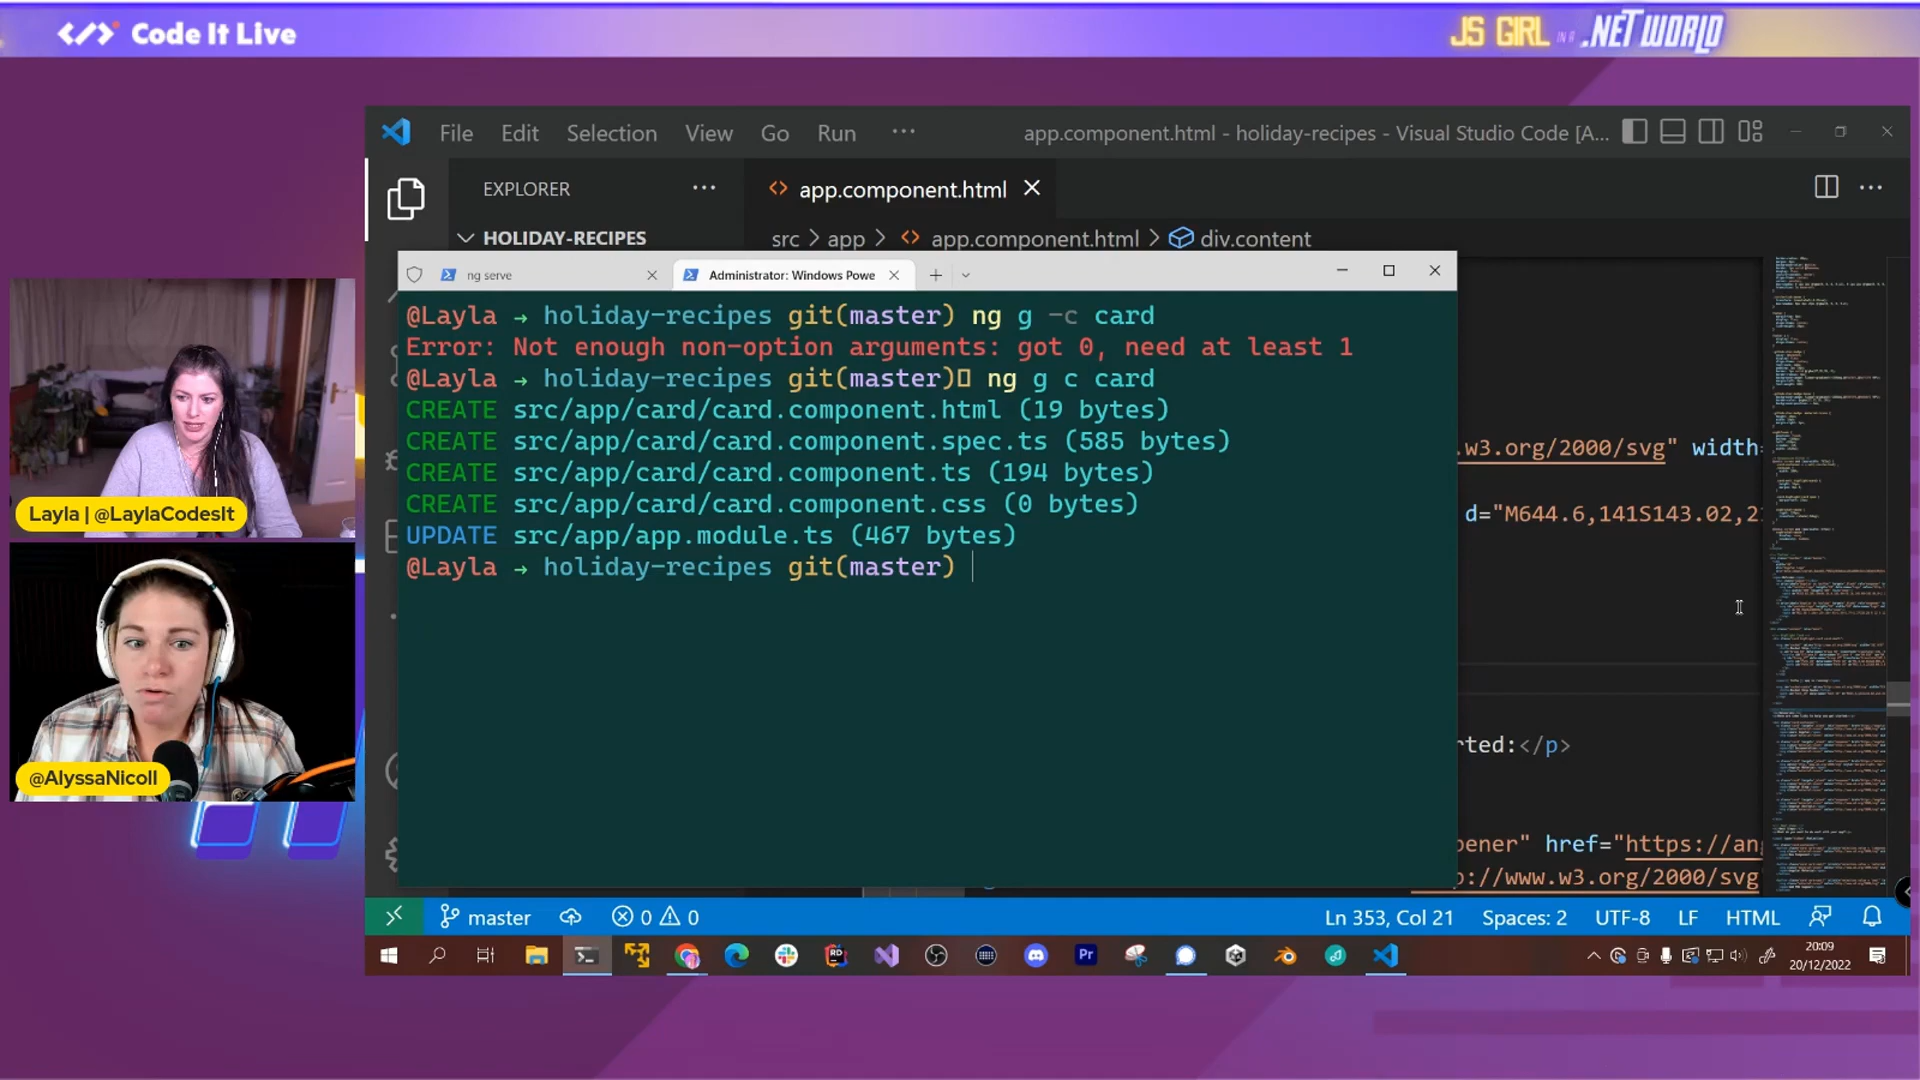 </> Code It Live
JS GIRL IN A .NET WORLD
File Edit Selection View Go Run ···
app.component.html - holiday-recipes - Visual Studio Code [A...
EXPLORER ···
app.component.html
HOLIDAY-RECIPES
src > app > app.component.html > div.content
ng serve
Administrator: Windows Powe
@Layla → holiday-recipes git(master) ng g -c card
Error: Not enough non-option arguments: got 0, need at least 1
@Layla → holiday-recipes git(master)▯ ng g c card
CREATE src/app/card/card.component.html (19 bytes)
CREATE src/app/card/card.component.spec.ts (585 bytes)
CREATE src/app/card/card.component.ts (194 bytes)
CREATE src/app/card/card.component.css (0 bytes)
UPDATE src/app/app.module.ts (467 bytes)
@Layla → holiday-recipes git(master)
.w3.org/2000/svg" width=
d="M644.6,141S143.02,2
rted:</p>
pener" href="https://an
p://www.w3.org/2000/svg
Layla | @LaylaCodesIt
@AlyssaNicoll
master
0 0
Ln 353, Col 21
Spaces: 2
UTF-8
LF
HTML
RD
Pr
20:09
20/12/2022